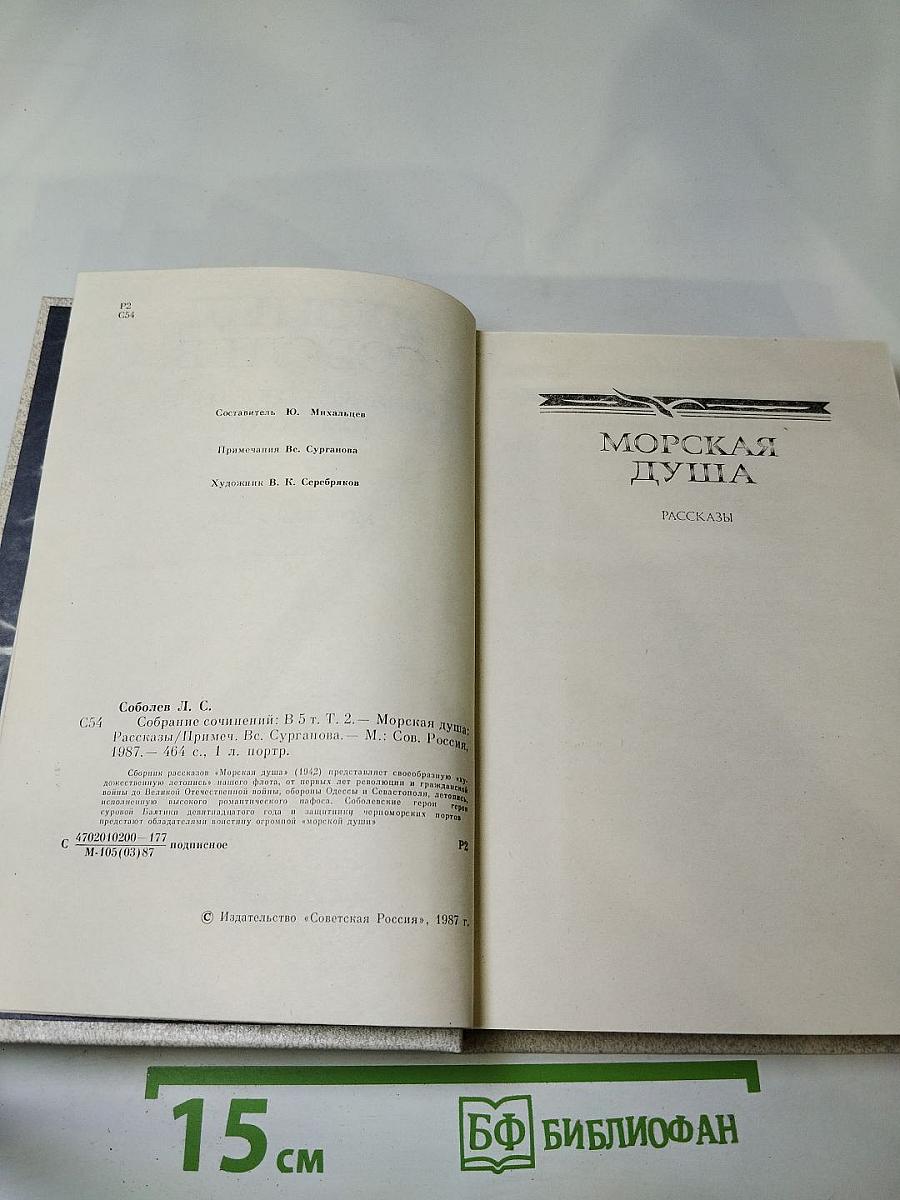 Р2
С54
Составитель Ю. Михальцев
Примечания Вс. Сурганова
Художник В. К. Серебряков
Соболев Л. С.
С54 Собрание сочинений: В 5 т. Т. 2.— Морская душа:
Рассказы/Примеч. Вс. Сурганова.— М.: Сов. Россия,
1987.— 464 с., 1 л. портр.
Сборник рассказов «Морская душа» (1942) представляет своеобразную «ху-
дожественную летопись» нашего флота, от первых лет революции и гражданской
войны до Великой Отечественной войны, обороны Одессы и Севастополя, летопись,
исполненную высокого романтического пафоса. Соболевские герои — герои
суровой Балтики девятнадцатого года и защитники черноморских портов —
предстают обладателями воистину огромной «морской души»
С 4702010200—177 подписное Р2
М-105(03)87
© Издательство «Советская Россия», 1987 г.
МОРСКАЯ
ДУША
РАССКАЗЫ
15 см
БФ БИБЛИОФАН